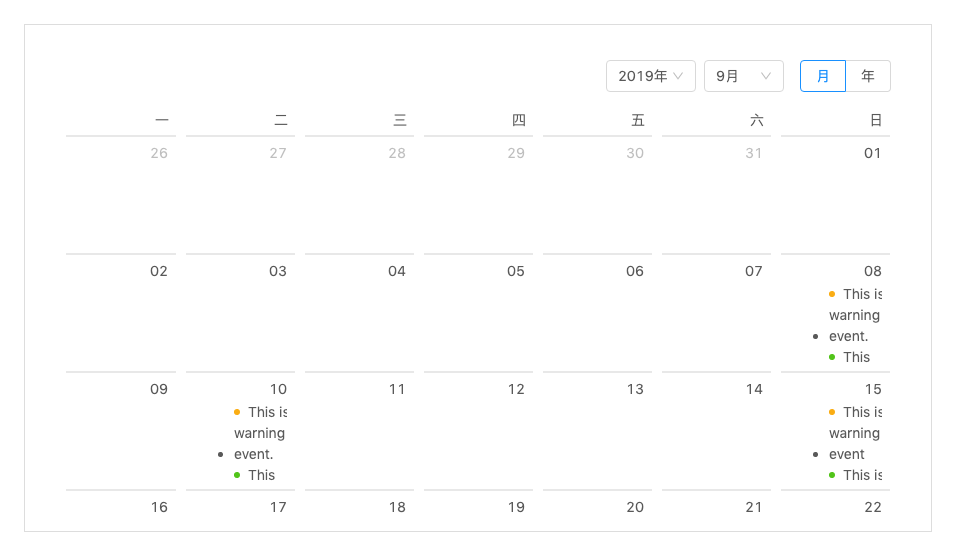 2019年 9月 月 年
一 二 三 四 五 六 日
26 27 28 29 30 31 01
02 03 04 05 06 07 08
This is
warning
event.
This
09 10 11 12 13 14 15
This is
warning
event.
This
This is
warning
event
This is
16 17 18 19 20 21 22